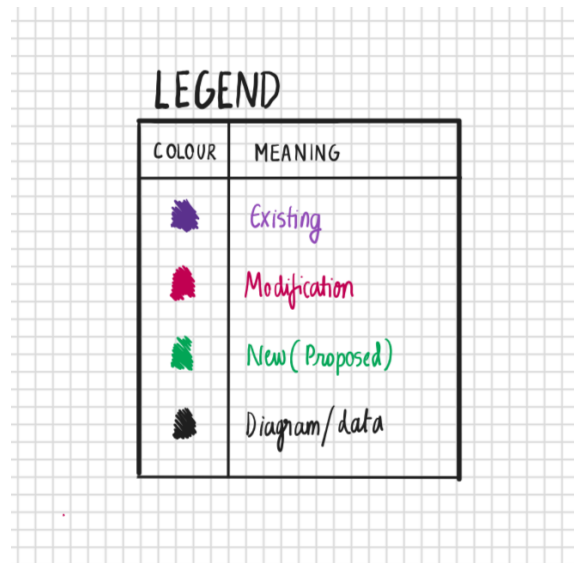 LEGEND
COLOUR MEANING
Existing
Modification
New (Proposed)
Diagram/data